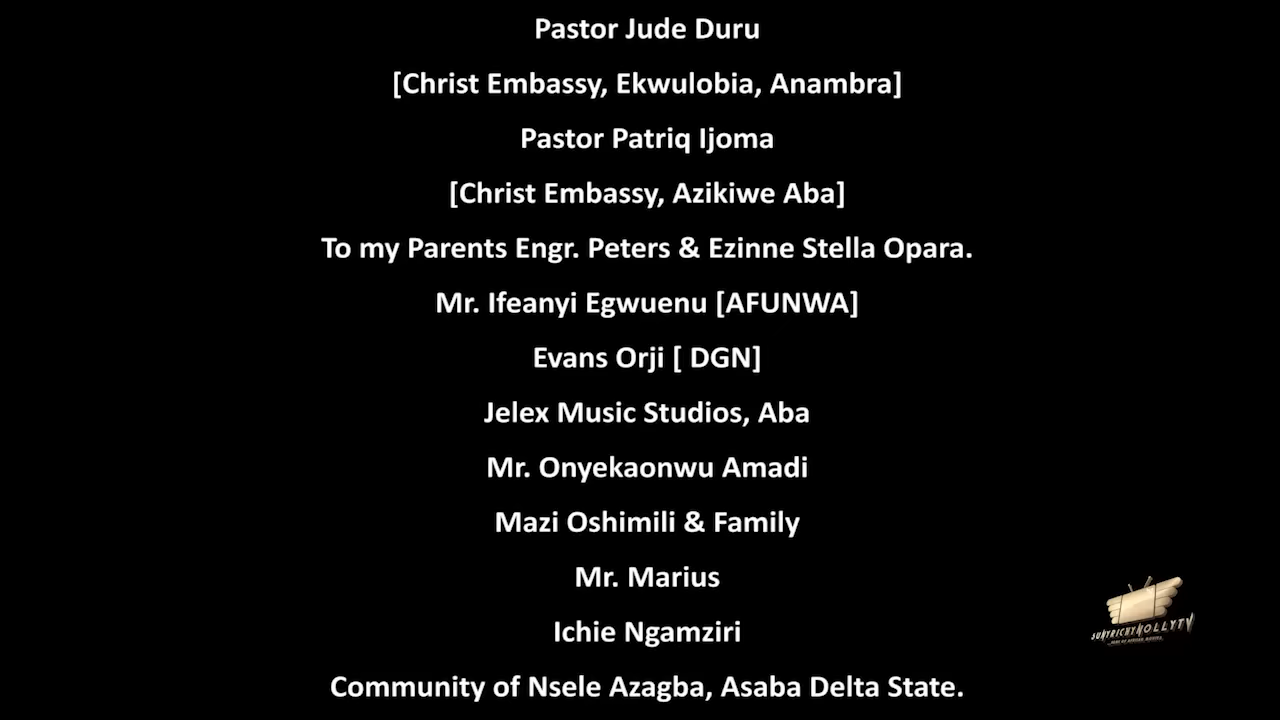 Pastor Jude Duru
[Christ Embassy, Ekwulobia, Anambra]
Pastor Patriq Ijoma
[Christ Embassy, Azikiwe Aba]
To my Parents Engr. Peters & Ezinne Stella Opara.
Mr. Ifeanyi Egwuenu [AFUNWA]
Evans Orji [ DGN]
Jelex Music Studios, Aba
Mr. Onyekaonwu Amadi
Mazi Oshimili & Family
Mr. Marius
Ichie Ngamziri
Community of Nsele Azagba, Asaba Delta State.